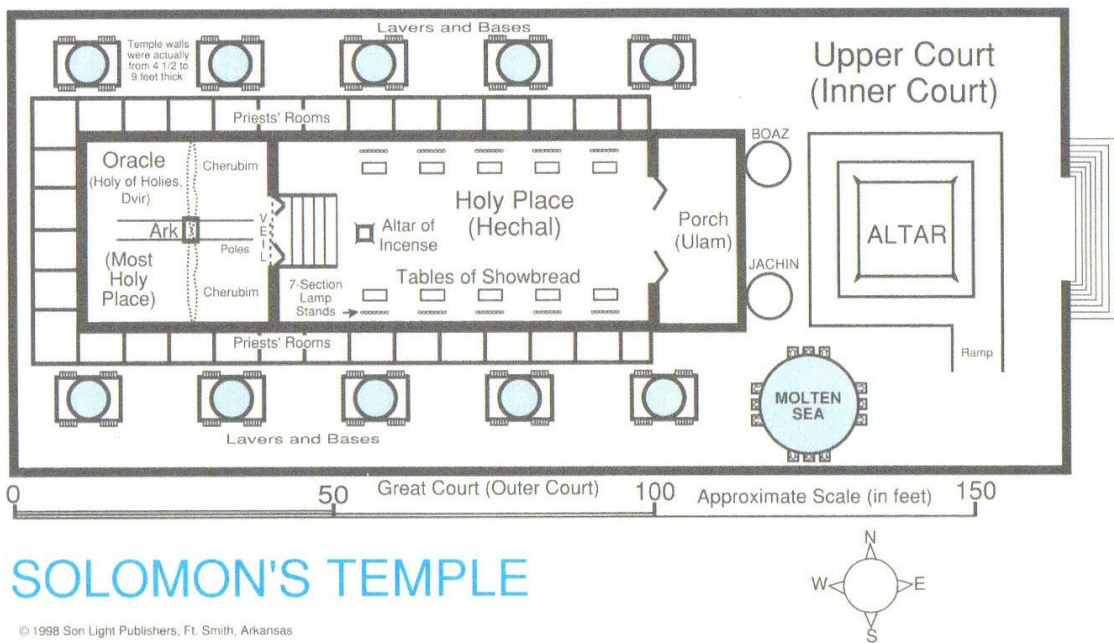 Lavers and Bases
Temple walls
were actually
from 4 1/2 to
9 feet thick
Upper Court
(Inner Court)
Priests' Rooms
BOAZ
Oracle
(Holy of Holies,
Dvir)
Cherubim
Ark
Poles
VEIL
(Most
Holy
Place)
Cherubim
Altar of
Incense
Holy Place
(Hechal)
Tables of Showbread
7-Section
Lamp
Stands
Porch
(Ulam)
ALTAR
JACHIN
Priests' Rooms
Ramp
MOLTEN
SEA
Lavers and Bases
0 50 Great Court (Outer Court) 100 Approximate Scale (in feet) 150
SOLOMON'S TEMPLE
N
W E
S
© 1998 Son Light Publishers, Ft. Smith, Arkansas